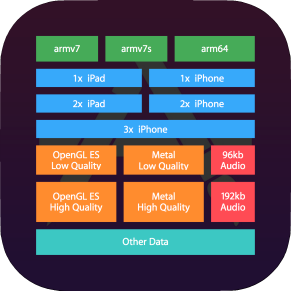 armv7 armv7s arm64
1x iPad 1x iPhone
2x iPad 2x iPhone
3x iPhone
OpenGL ES Metal 96kb
Low Quality Low Quality Audio
OpenGL ES Metal 192kb
High Quality High Quality Audio
Other Data